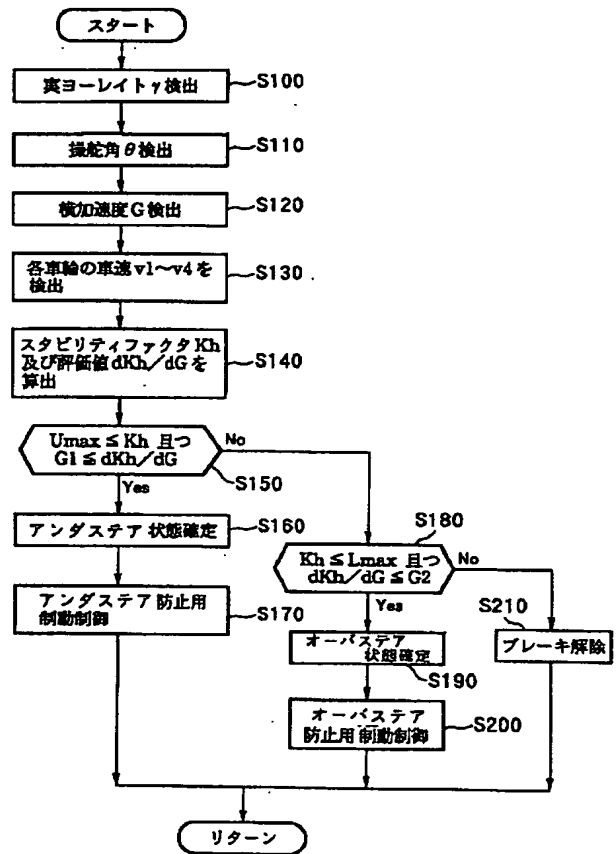 スタート
実ヨーレイトγ検出
S100
操舵角θ検出
S110
横加速度G検出
S120
各車輪の車速v1〜v4を
検出
S130
スタビリティファクタKh
及び評価値dKh／dGを
算出
S140
Umax≦Kh 且つ
G1≦dKh／dG
No
S150
Yes
アンダステア 状態確定
S160
アンダステア 防止用
制動制御
S170
S180
Kh≦Lmax 且つ
dKh／dG≦G2
No
Yes
オーバステア
状態確定
S190
オーバステア
防止用 制動制御
S200
S210
ブレーキ解除
リターン